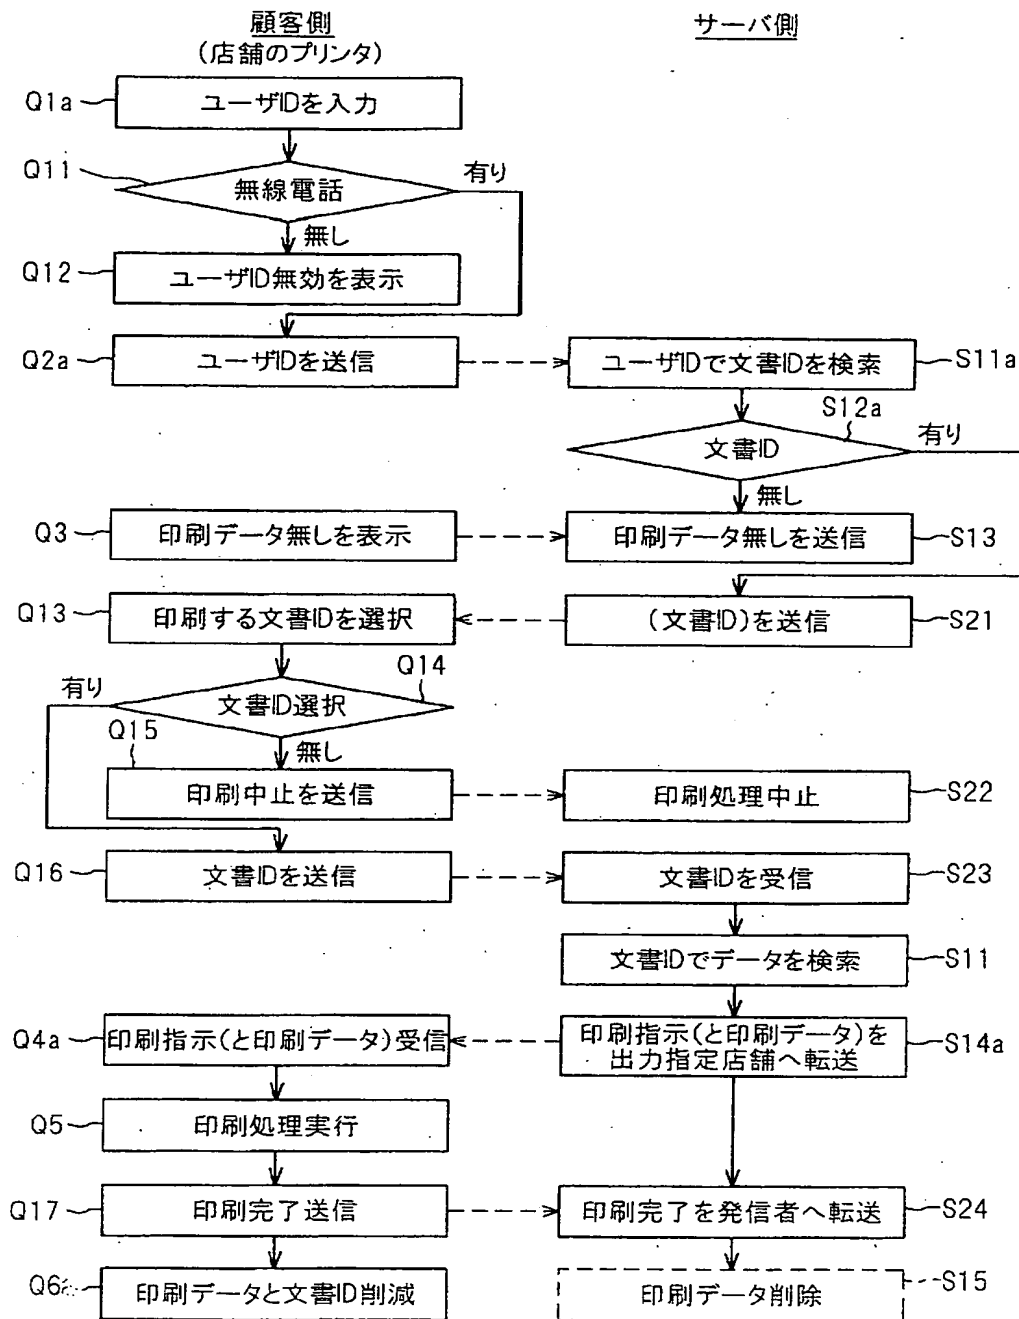 顧客側
(店舗のプリンタ)
サーバ側
Q1a
ユーザIDを入力
Q11
無線電話
有り
無し
Q12
ユーザID無効を表示
Q2a
ユーザIDを送信
ユーザIDで文書IDを検索
S11a
S12a
文書ID
有り
無し
Q3
印刷データ無しを表示
印刷データ無しを送信
S13
Q13
印刷する文書IDを選択
(文書ID)を送信
S21
Q14
有り
文書ID選択
Q15
無し
印刷中止を送信
印刷処理中止
S22
Q16
文書IDを送信
文書IDを受信
S23
文書IDでデータを検索
S11
Q4a
印刷指示(と印刷データ)受信
印刷指示(と印刷データ)を
出力指定店舗へ転送
S14a
Q5
印刷処理実行
Q17
印刷完了送信
印刷完了を発信者へ転送
S24
Q6a
印刷データと文書ID削減
印刷データ削除
S15